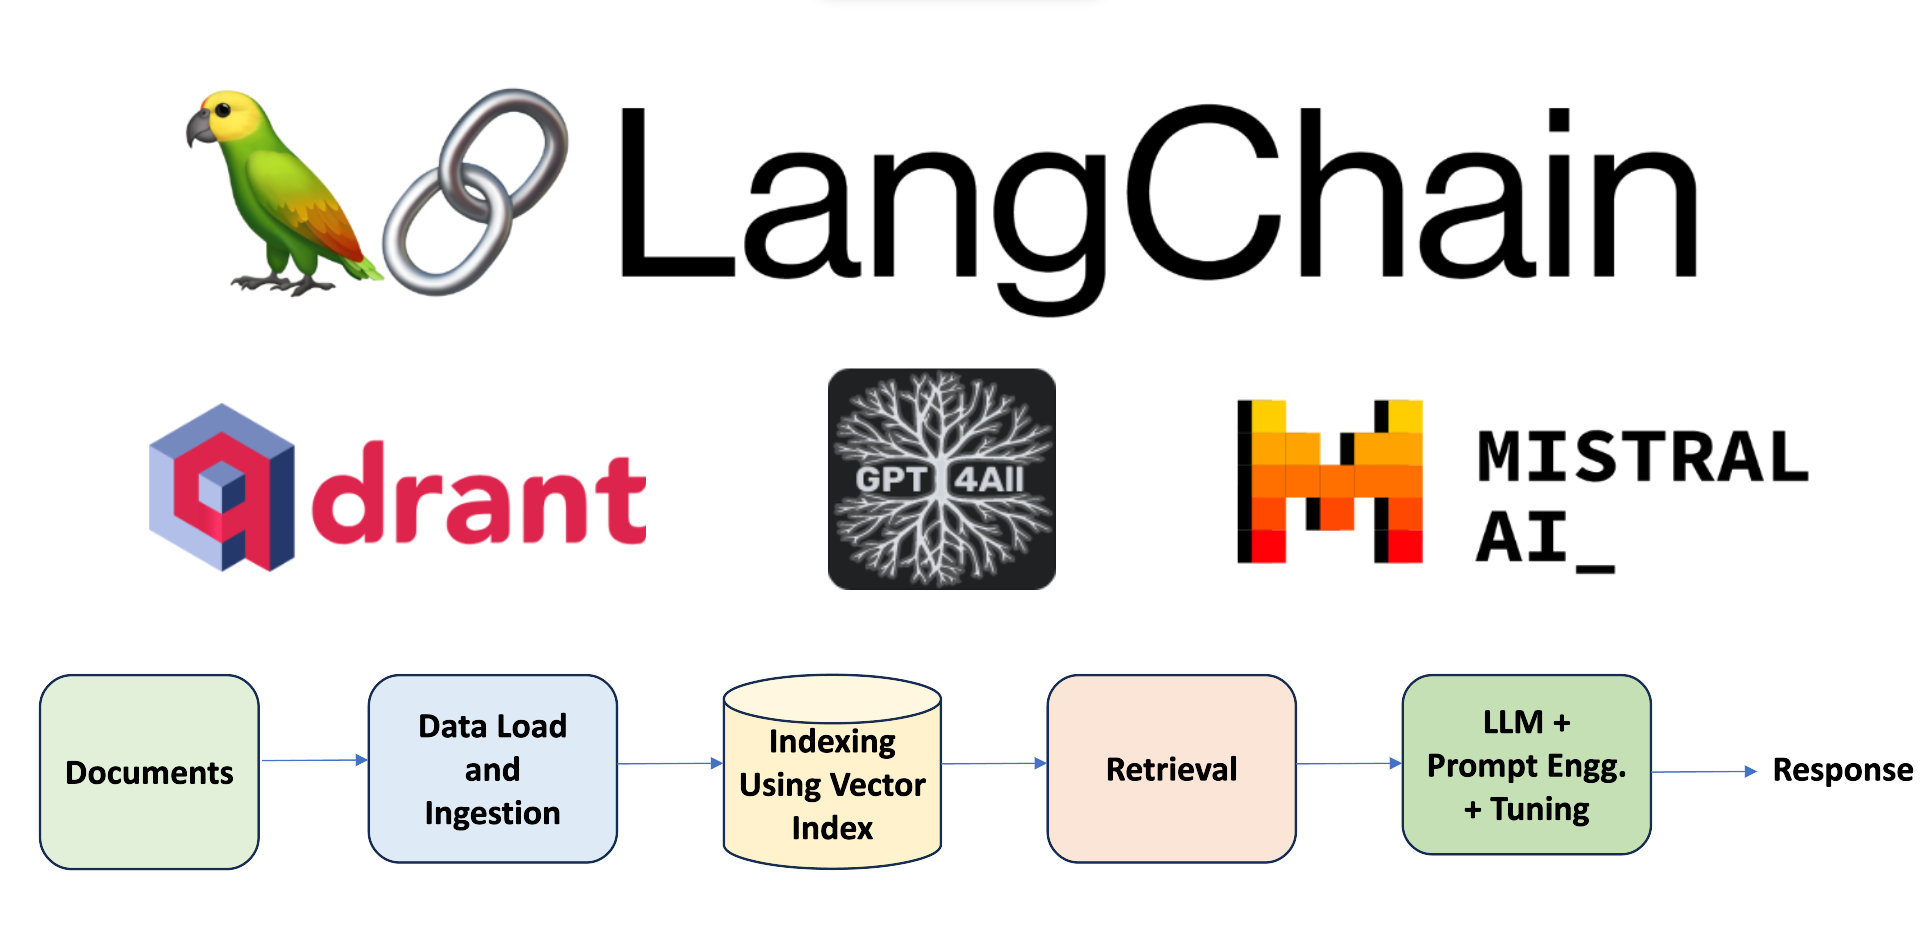 LangChain
qdrant
GPT 4All
MISTRAL
AI_
Documents
Data Load
and
Ingestion
Indexing
Using Vector
Index
Retrieval
LLM +
Prompt Engg.
+ Tuning
Response